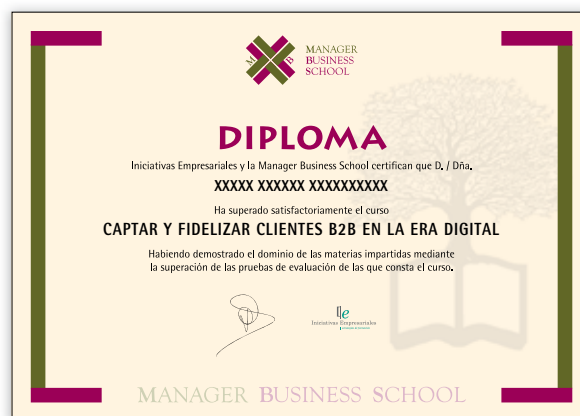 M B
MANAGER
BUSINESS
SCHOOL
DIPLOMA
Iniciativas Empresariales y la Manager Business School certifican que D. / Dña.
XXXXX XXXXXX XXXXXXXXXX
Ha superado satisfactoriamente el curso
CAPTAR Y FIDELIZAR CLIENTES B2B EN LA ERA DIGITAL
Habiendo demostrado el dominio de las materias impartidas mediante
la superación de las pruebas de evaluación de las que consta el curso.
Iniciativas Empresariales
MANAGER BUSINESS SCHOOL